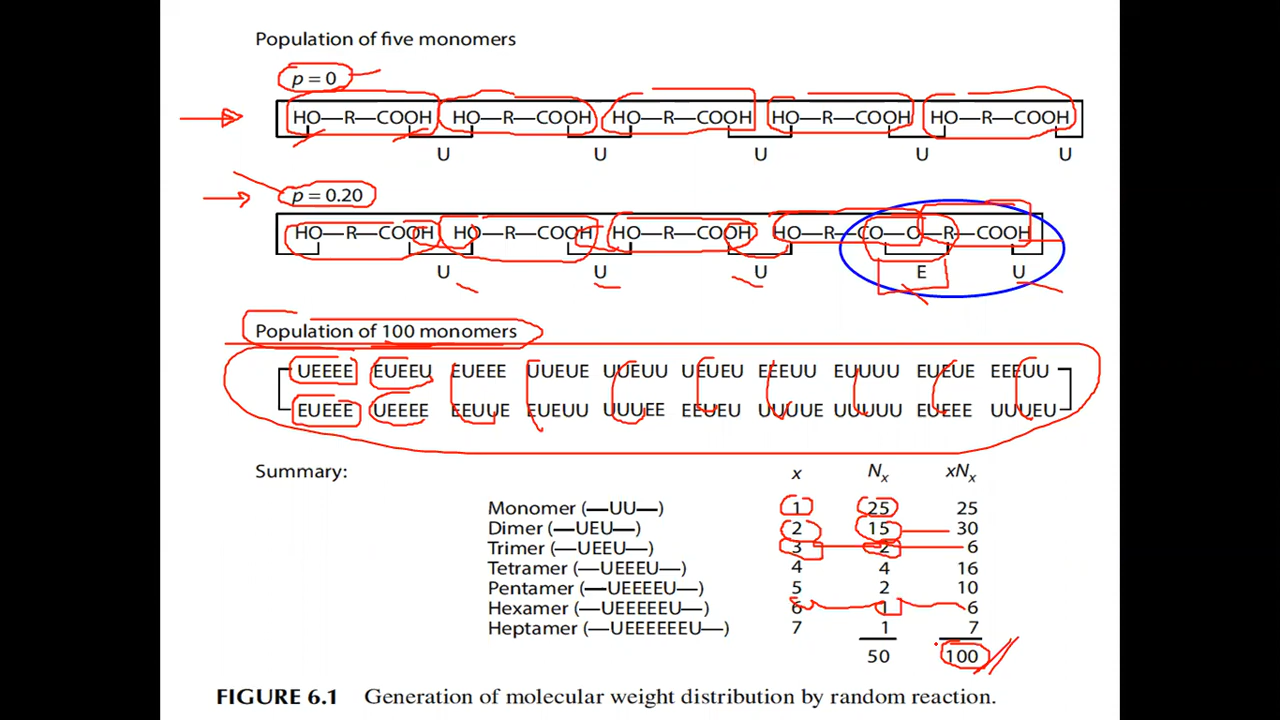 Population of five monomers
p = 0
HO—R—COOH HO—R—COOH HO—R—COOH HO—R—COOH HO—R—COOH
U U U U U
p = 0.20
HO—R—COOH HO—R—COOH HO—R—COOH HO—R—CO—O—R—COOH
U U U E U
Population of 100 monomers
UEEEE EUEEU EUEEE UUEUE UUEUU UEUEU EEEUU EUUUU EUEUE EEEUU
EUEEE UEEEE EEUUE EUEUU UUUEE EEUEU UUUUE UUUUU EUEEE UUUEU
Summary: x Nx xNx
Monomer (—UU—) 1 25 25
Dimer (—UEU—) 2 15 30
Trimer (—UEEU—) 3 2 6
Tetramer (—UEEEU—) 4 4 16
Pentamer (—UEEEEU—) 5 2 10
Hexamer (—UEEEEEU—) 6 1 6
Heptamer (—UEEEEEEU—) 7 1 7
50 100
FIGURE 6.1 Generation of molecular weight distribution by random reaction.